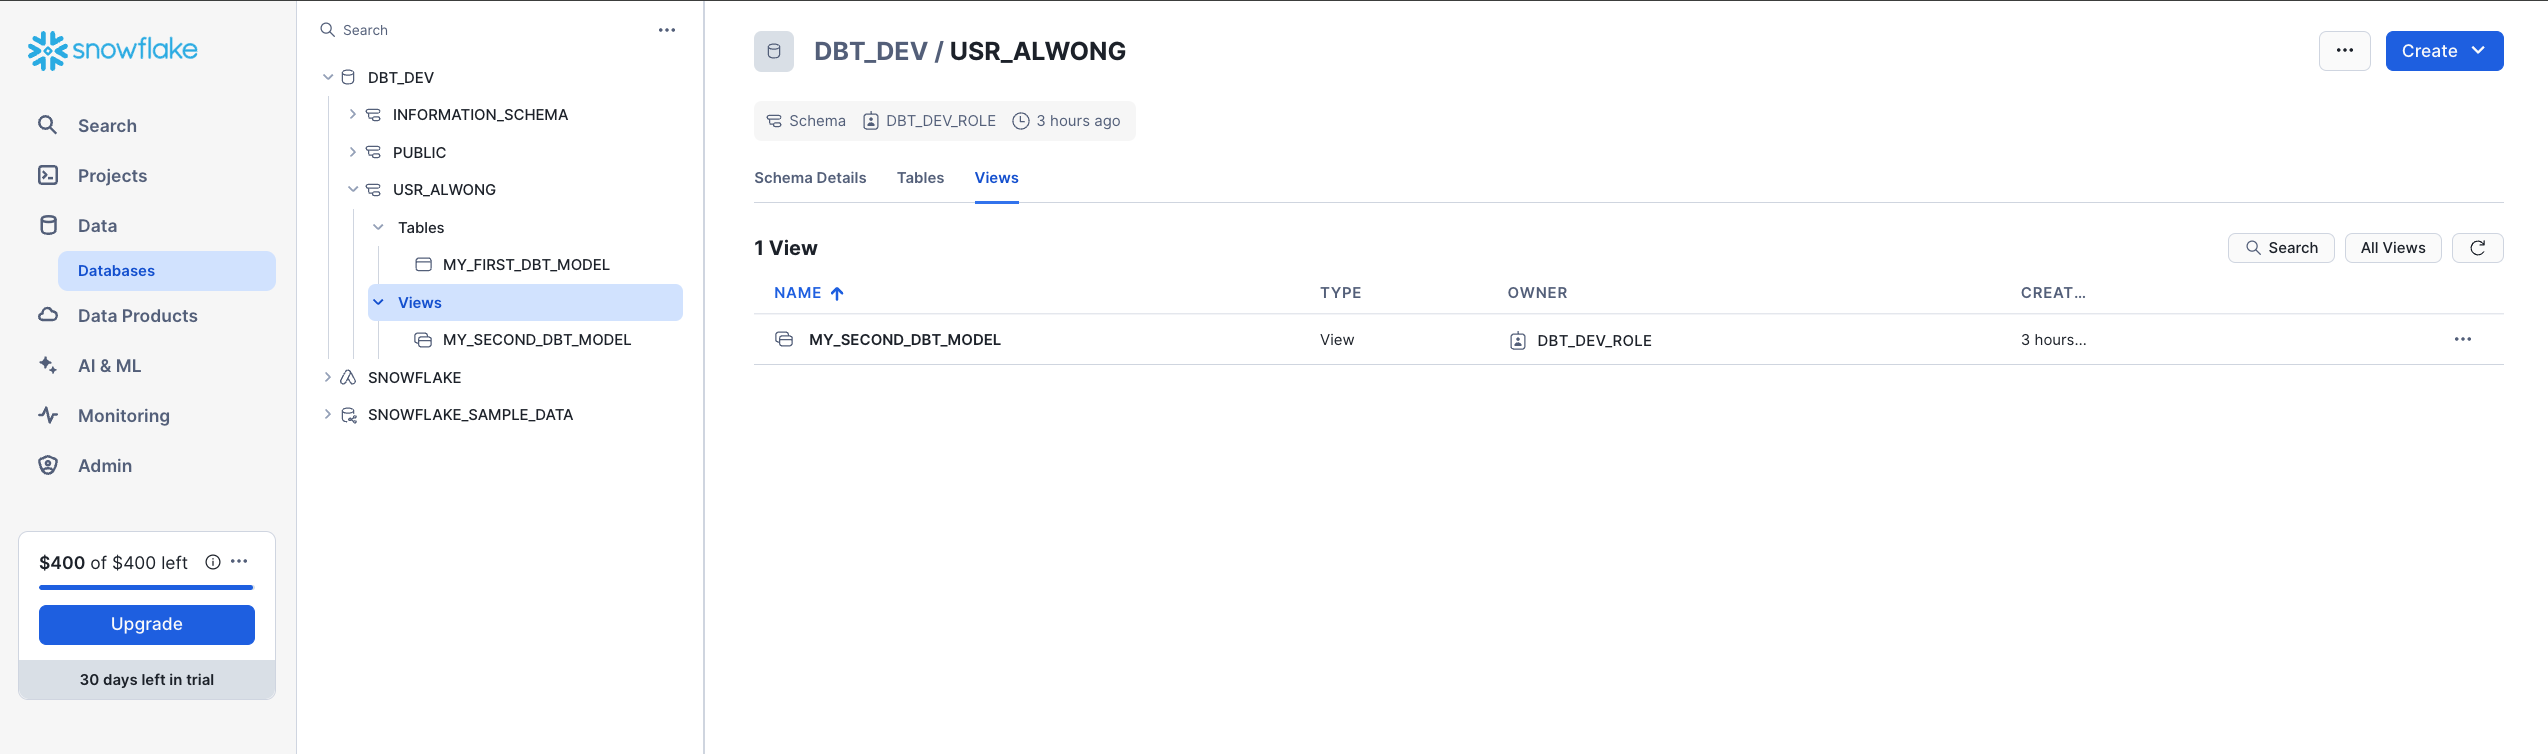 snowflake
Search
Projects
Data
Databases
Data Products
AI & ML
Monitoring
Admin
$400 of $400 left
Upgrade
30 days left in trial
Search
DBT_DEV
INFORMATION_SCHEMA
PUBLIC
USR_ALWONG
Tables
MY_FIRST_DBT_MODEL
Views
MY_SECOND_DBT_MODEL
SNOWFLAKE
SNOWFLAKE_SAMPLE_DATA
DBT_DEV / USR_ALWONG
Create
Schema DBT_DEV_ROLE 3 hours ago
Schema Details Tables Views
1 View
Search All Views
NAME TYPE OWNER CREAT...
MY_SECOND_DBT_MODEL View DBT_DEV_ROLE 3 hours...